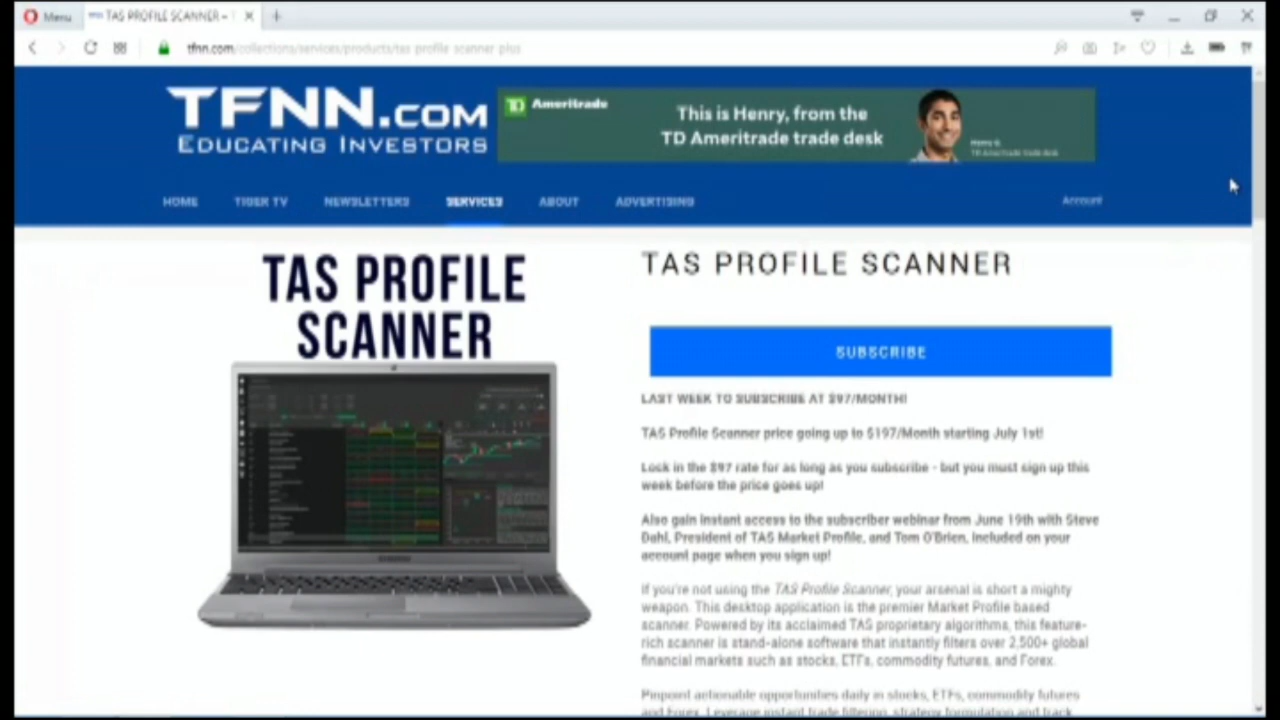 Menu
TAS PROFILE SCANNER –
tfnn.com/collections/services/products/tas-profile-scanner-plus
TFNN.COM
EDUCATING INVESTORS
TD Ameritrade
This is Henry, from the
TD Ameritrade trade desk
Henry G.
TD Ameritrade trade desk
HOME
TIGER TV
NEWSLETTERS
SERVICES
ABOUT
ADVERTISING
Account
TAS PROFILE
SCANNER
TAS PROFILE SCANNER
SUBSCRIBE
LAST WEEK TO SUBSCRIBE AT $97/MONTH!
TAS Profile Scanner price going up to $197/Month starting July 1st!
Lock in the $97 rate for as long as you subscribe - but you must sign up this
week before the price goes up!
Also gain instant access to the subscriber webinar from June 19th with Steve
Dahl, President of TAS Market Profile, and Tom O'Brien, included on your
account page when you sign up!
If you're not using the TAS Profile Scanner, your arsenal is short a mighty
weapon. This desktop application is the premier Market Profile based
scanner. Powered by its acclaimed TAS proprietary algorithms, this feature-
rich scanner is stand-alone software that instantly filters over 2,500+ global
financial markets such as stocks, ETFs, commodity futures, and Forex.
Pinpoint actionable opportunities daily in stocks, ETFs, commodity futures
and Forex. Leverage instant trade filtering, strategy formulation and track